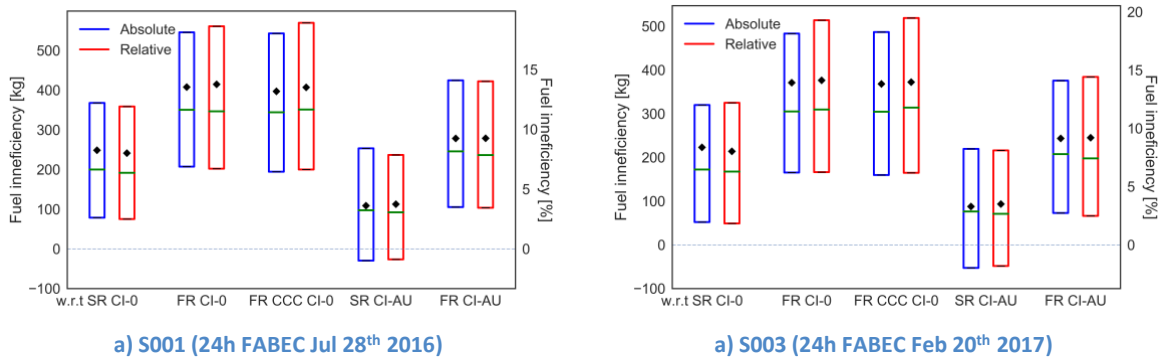 Absolute
Relative
Fuel inneficiency [kg]
500
400
300
200
100
0
−100
15
10
5
0
Fuel inneficiency [%]
w.r.t SR CI-0 FR CI-0 FR CCC CI-0 SR CI-AU FR CI-AU
a) S001 (24h FABEC Jul 28th 2016)
Absolute
Relative
Fuel inneficiency [kg]
500
400
300
200
100
0
−100
20
15
10
5
0
Fuel inneficiency [%]
w.r.t SR CI-0 FR CI-0 FR CCC CI-0 SR CI-AU FR CI-AU
a) S003 (24h FABEC Feb 20th 2017)